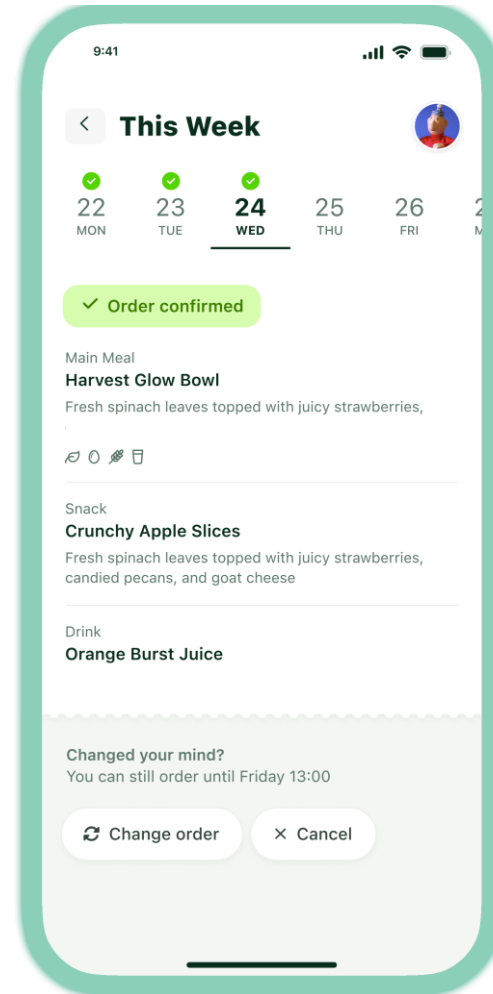 9:41
This Week
22 23 24 25 26
MON TUE WED THU FRI
Order confirmed
Main Meal
Harvest Glow Bowl
Fresh spinach leaves topped with juicy strawberries,
Snack
Crunchy Apple Slices
Fresh spinach leaves topped with juicy strawberries,
candied pecans, and goat cheese
Drink
Orange Burst Juice
Changed your mind?
You can still order until Friday 13:00
Change order Cancel